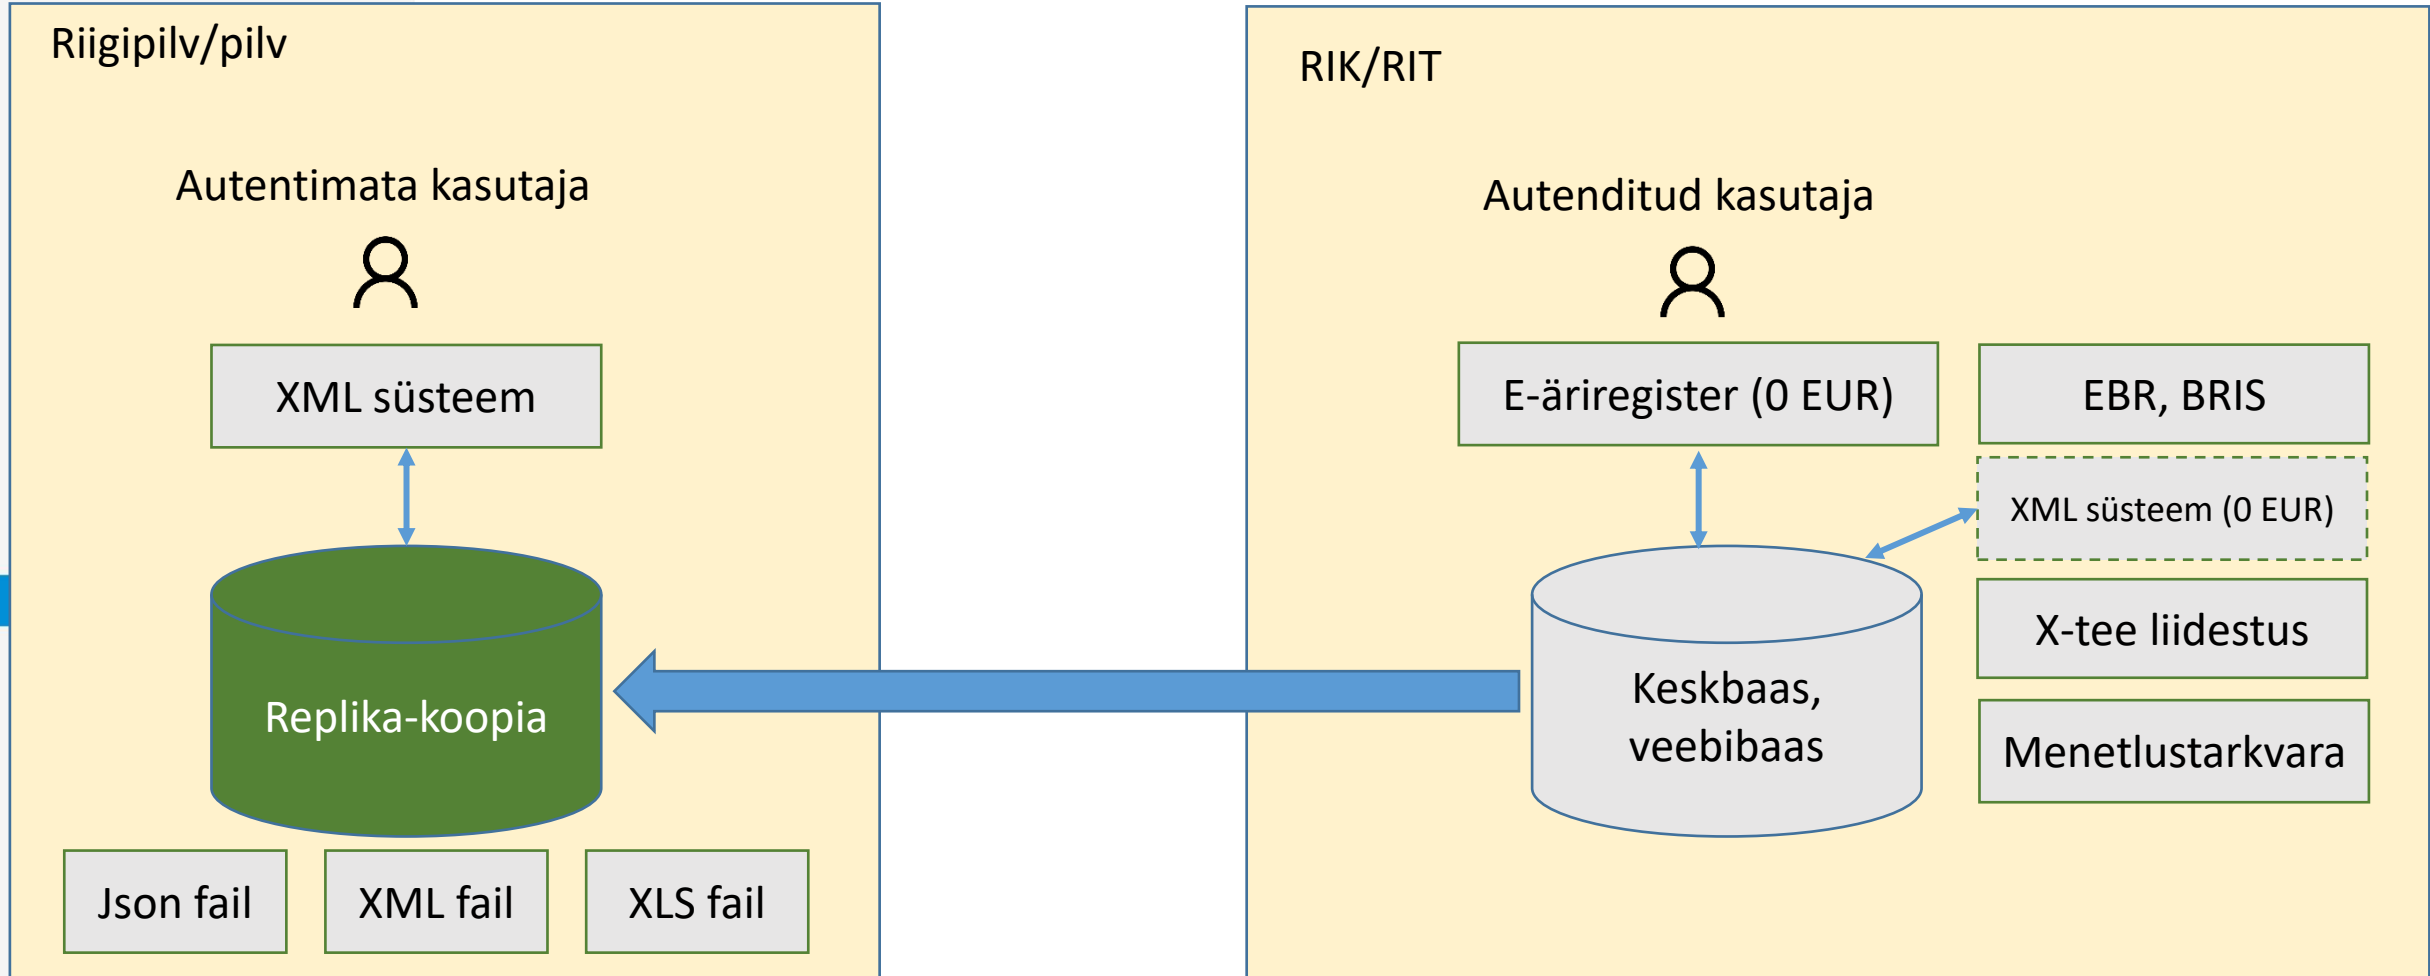 Riigipilv/pilv
Autentimata kasutaja
XML süsteem
Replika-koopia
Json fail
XML fail
XLS fail
RIK/RIT
Autenditud kasutaja
E-äriregister (0 EUR)
EBR, BRIS
XML süsteem (0 EUR)
X-tee liidestus
Menetlustarkvara
Keskbaas,
veebibaas